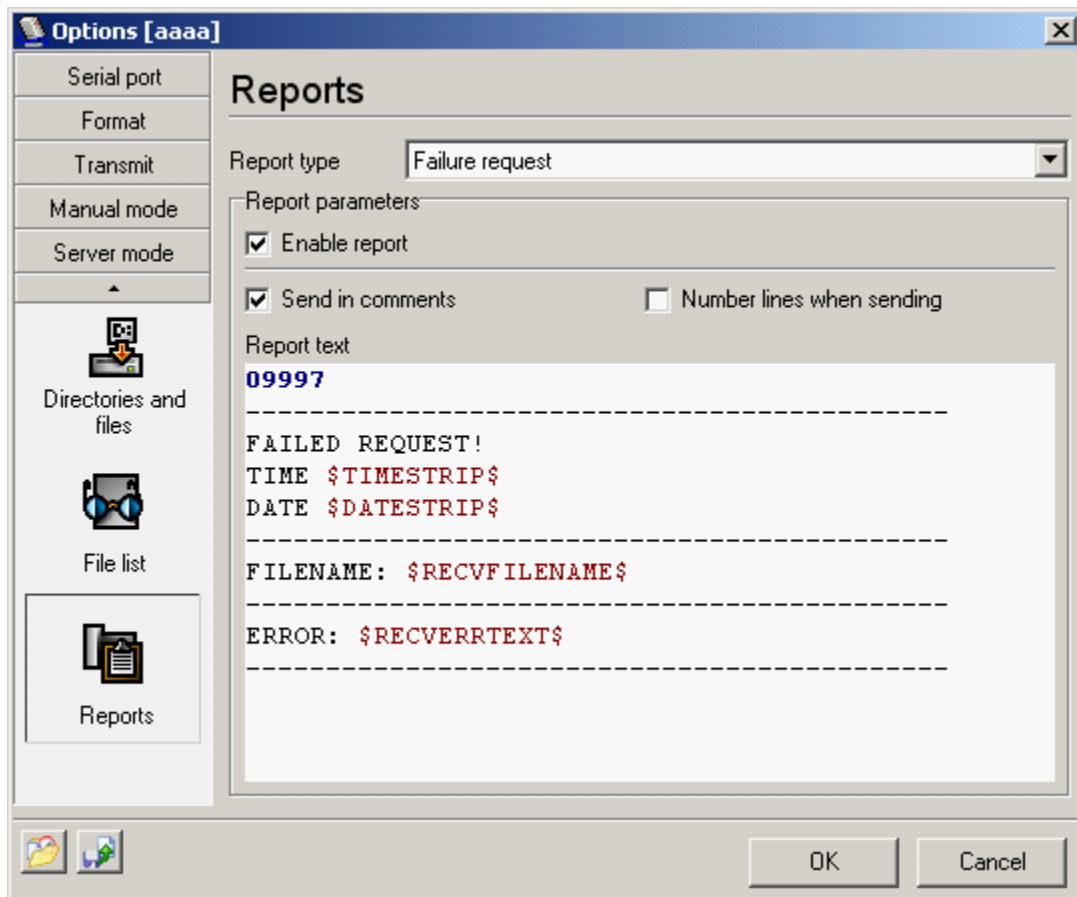 Options [aaaa]
Serial port
Format
Transmit
Manual mode
Server mode
Directories and
files
File list
Reports
Reports
Report type
Failure request
Report parameters
Enable report
Send in comments
Number lines when sending
Report text
O9997
--------------------------------------------
FAILED REQUEST!
TIME $TIMESTRIP$
DATE $DATESTRIP$
--------------------------------------------
FILENAME: $RECVFILENAME$
--------------------------------------------
ERROR: $RECVERRTEXT$
--------------------------------------------
OK
Cancel